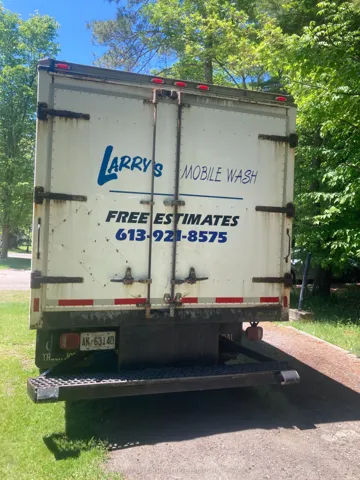 LARRY'S MOBILE WASH
FREE ESTIMATES
613-921-8575